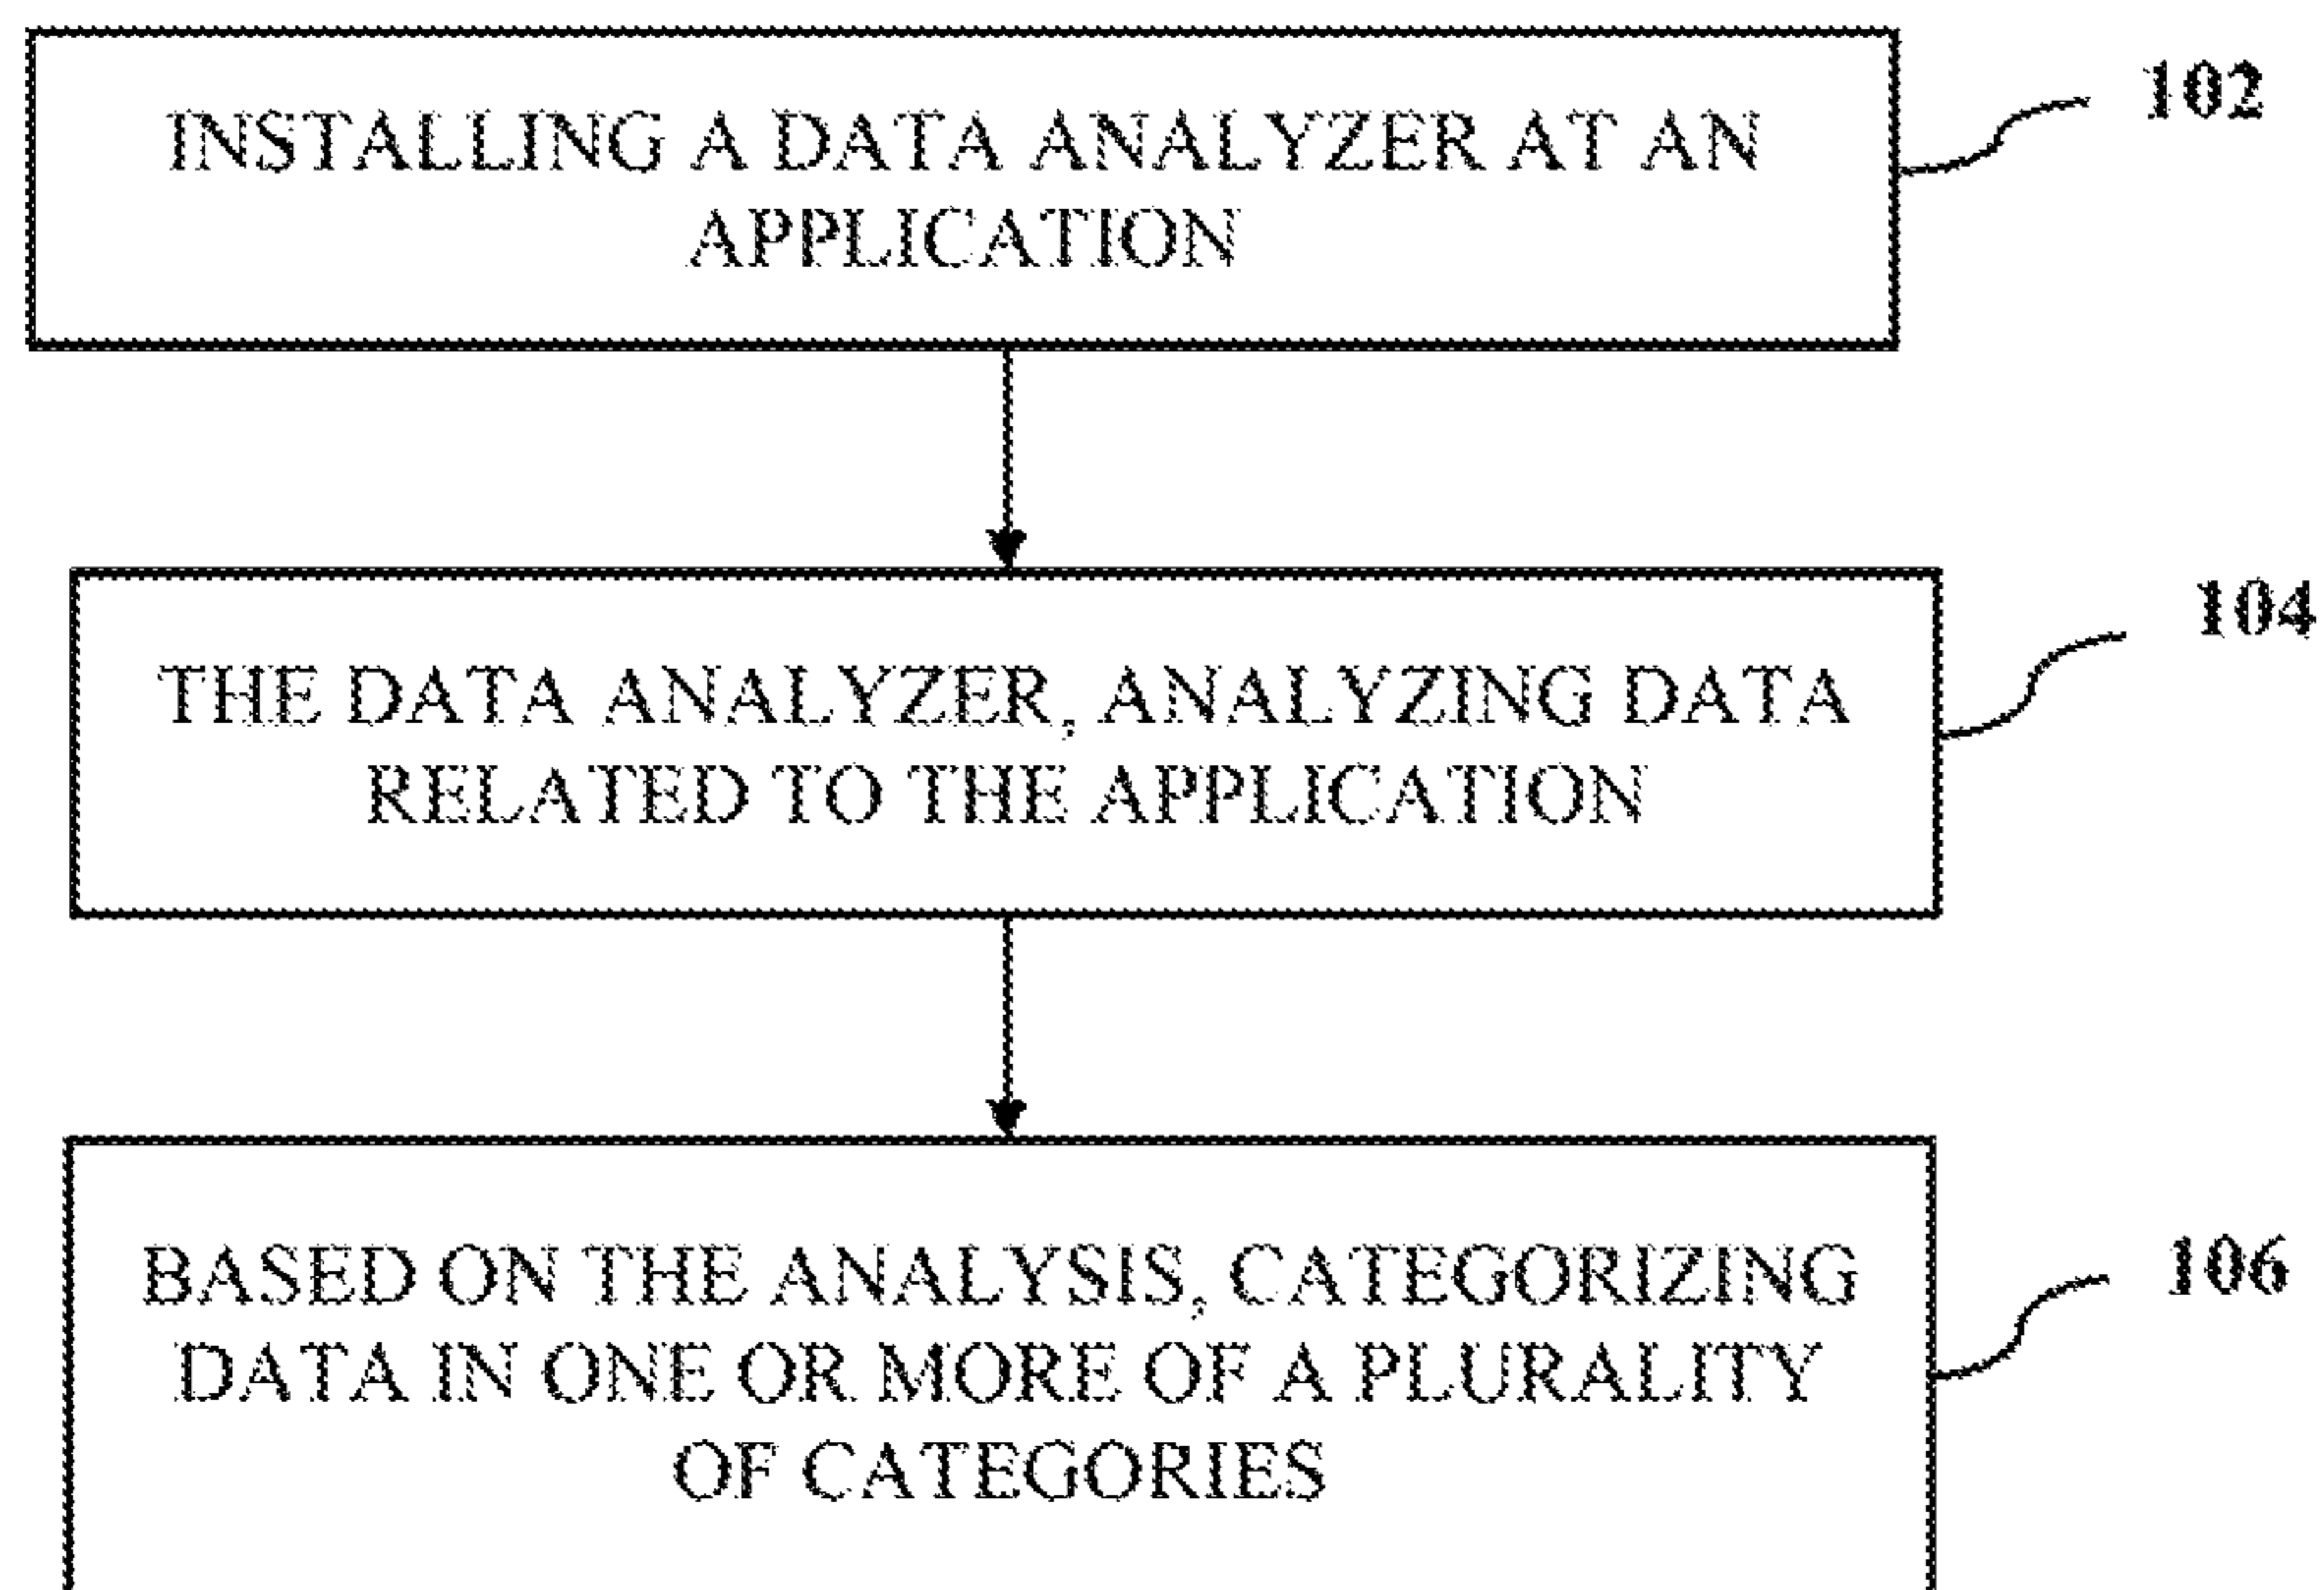 INSTALLING A DATA ANALYZER AT AN
APPLICATION
102
THE DATA ANALYZER, ANALYZING DATA
RELATED TO THE APPLICATION
104
BASED ON THE ANALYSIS, CATEGORIZING
DATA IN ONE OR MORE OF A PLURALITY
OF CATEGORIES
106